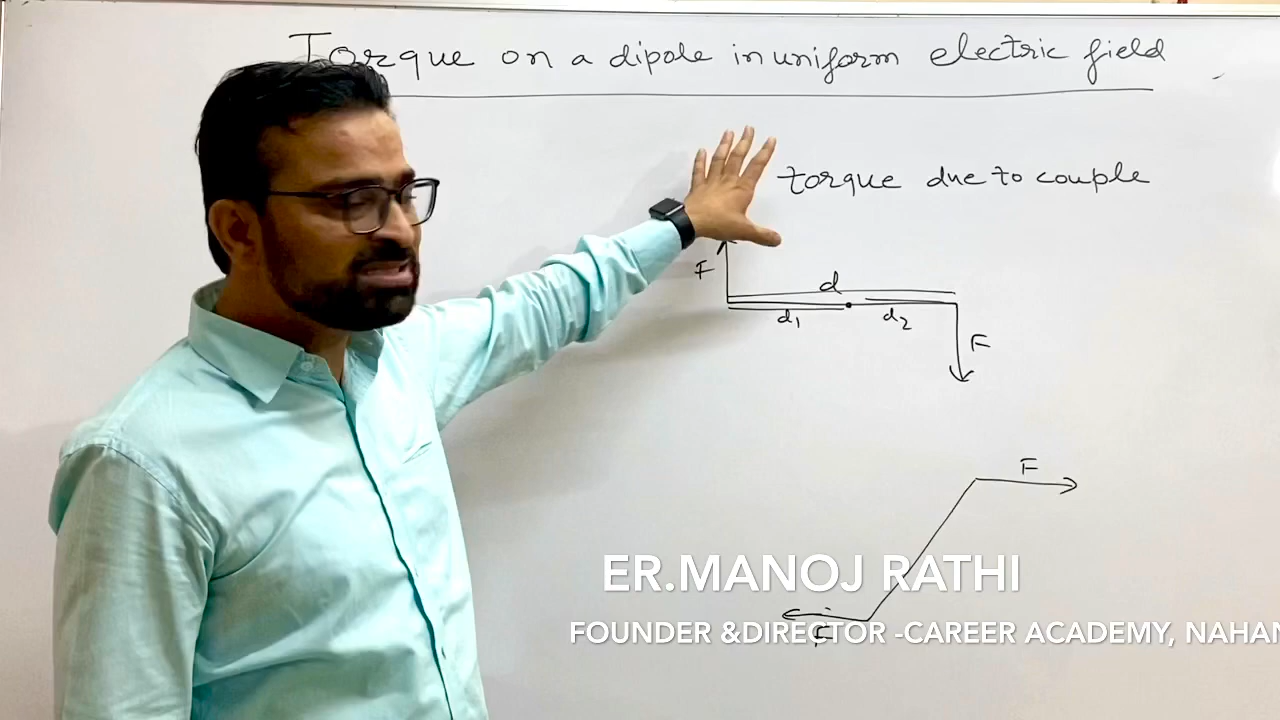 Torque on a dipole in uniform electric field
torque due to couple
F
d
d1
d2
F
F
F
ER.MANOJ RATHI
FOUNDER &DIRECTOR -CAREER ACADEMY, NAHAN